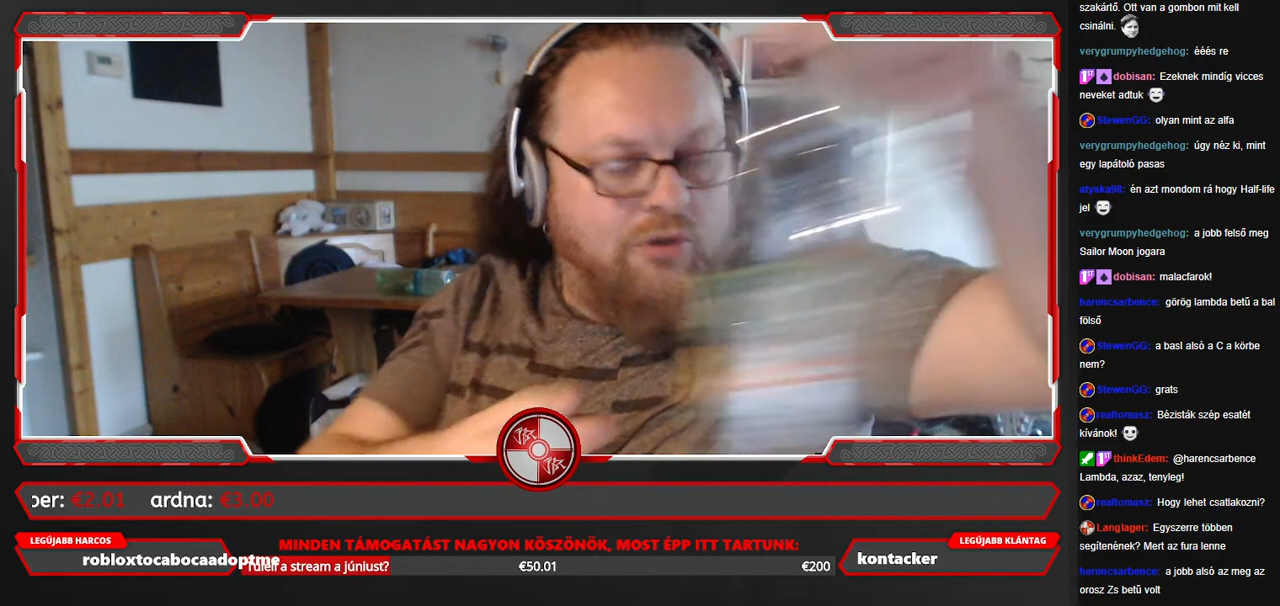 szakártő. Ott van a gombon mit kell
csinálni.
verygrumpyhedgehog: ééés re
dobisan: Ezeknek mindíg vicces
neveket adtuk
StewenGG: olyan mint az alfa
verygrumpyhedgehog: úgy néz ki, mint
egy lapátoló pasas
atyska98: én azt mondom rá hogy Half-life
jel
verygrumpyhedgehog: a jobb felső meg
Sailor Moon jogara
dobisan: malacfarok!
harencsarbence: görög lambda betű a bal
fölső
StewenGG: a basl alsó a C a körbe
nem?
StewenGG: grats
realtomasz: Bézisták szép esatét
kívánok!
thinkEdem: @harencsarbence
Lambda, azaz, tenyleg!
realtomasz: Hogy lehet csatlakozni?
Langlager: Egyszerre többen
segítenének? Mert az fura lenne
harencsarbence: a jobb alsó az meg az
orosz Zs betű volt
ber: €2.01 ardna: €3.00
LEGÚJABB HARCOS
robloxtocabocaadoptme
MINDEN TÁMOGATÁST NAGYON KÖSZÖNÖK, MOST ÉPP ITT TARTUNK:
Túléli a stream a júniust? €50.01 €200
LEGÚJABB KLÁNTAG
kontacker